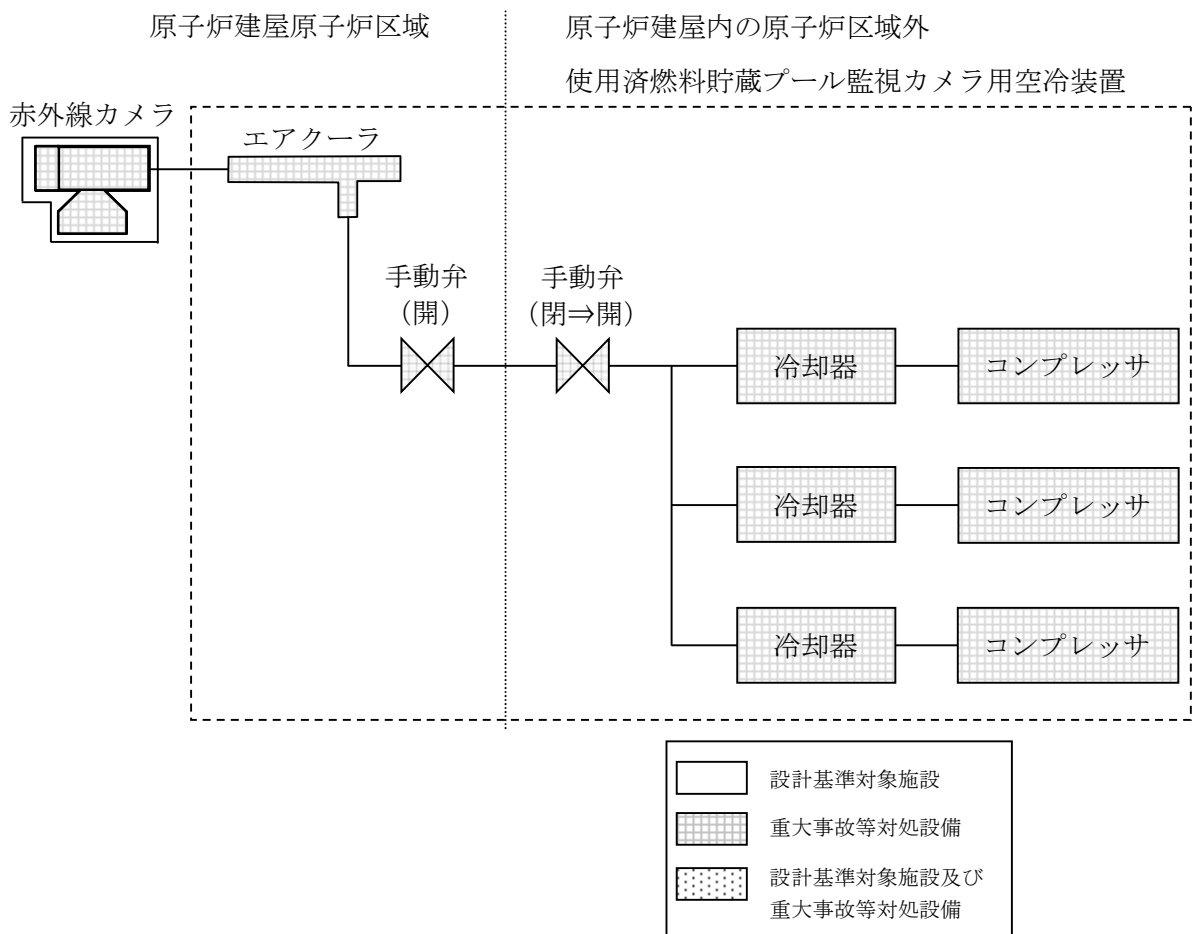 原子炉建屋原子炉区域
原子炉建屋内の原子炉区域外
使用済燃料貯蔵プール監視カメラ用空冷装置
赤外線カメラ
エアクーラ
手動弁
（開）
手動弁
（閉⇒開）
冷却器
コンプレッサ
冷却器
コンプレッサ
冷却器
コンプレッサ
設計基準対象施設
重大事故等対処設備
設計基準対象施設及び
重大事故等対処設備